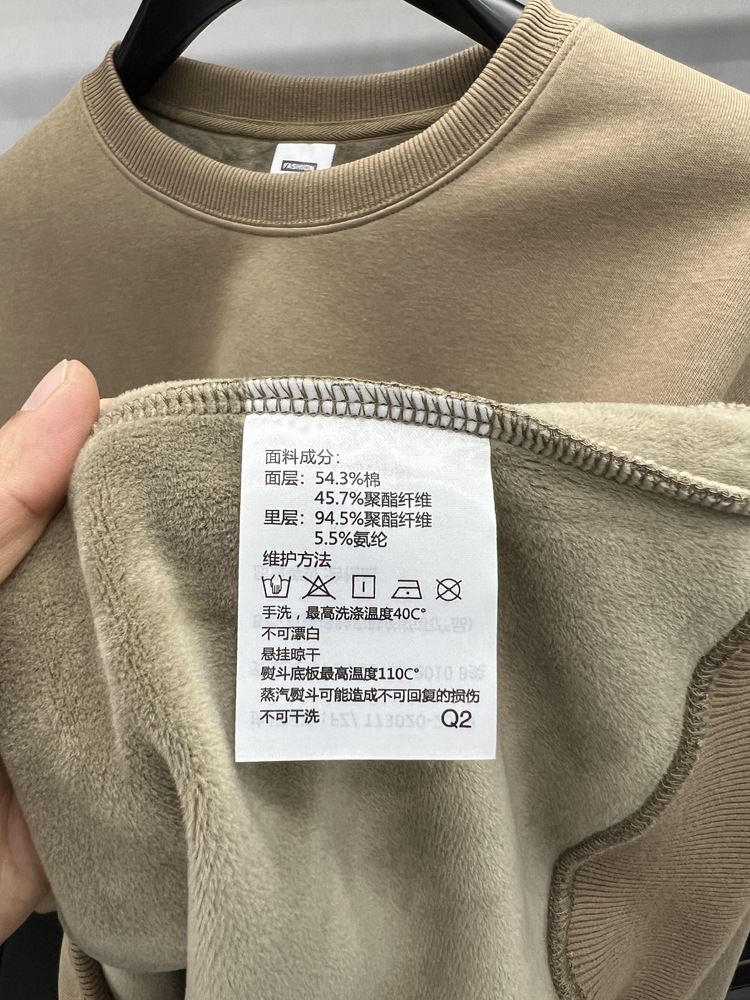 FASHION
面料成分：
面层：54.3%棉
45.7%聚酯纤维
里层：94.5%聚酯纤维
5.5%氨纶
维护方法
手洗，最高洗涤温度40C°
不可漂白
悬挂晾干
熨斗底板最高温度110C°
蒸汽熨斗可能造成不可回复的损伤
不可干洗 Q2